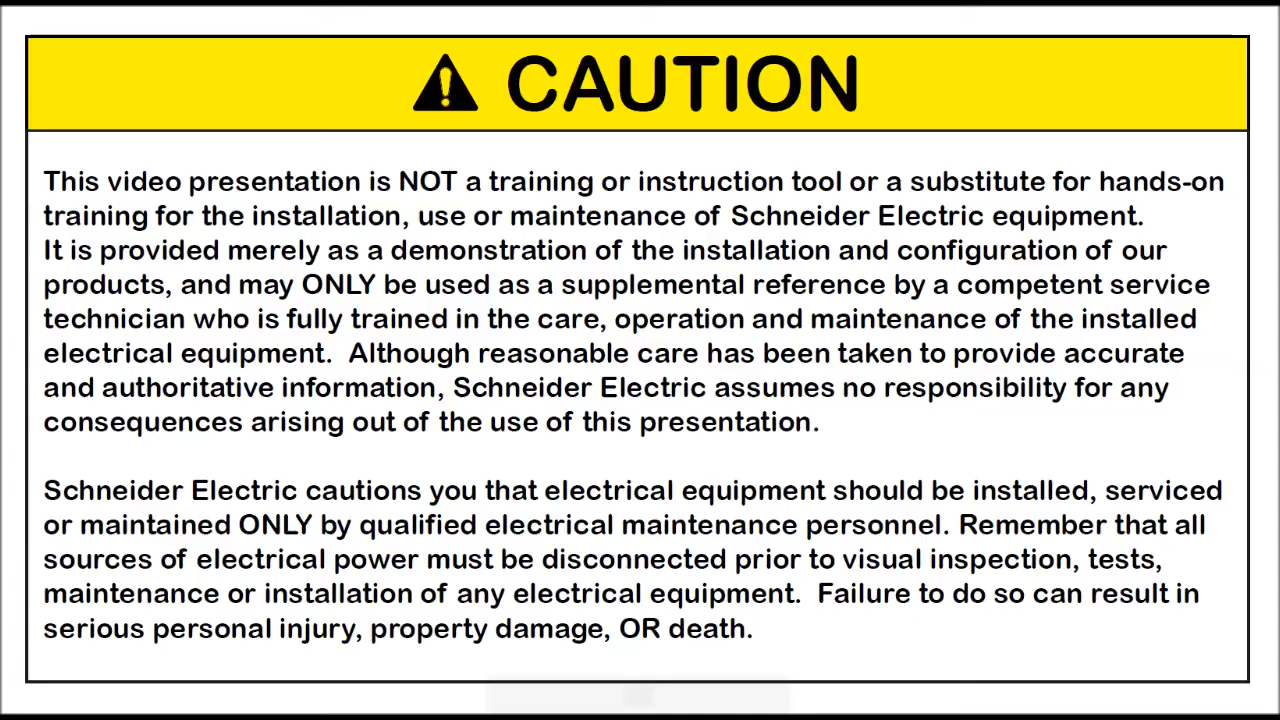 CAUTION
This video presentation is NOT a training or instruction tool or a substitute for hands-on
training for the installation, use or maintenance of Schneider Electric equipment.
It is provided merely as a demonstration of the installation and configuration of our
products, and may ONLY be used as a supplemental reference by a competent service
technician who is fully trained in the care, operation and maintenance of the installed
electrical equipment.  Although reasonable care has been taken to provide accurate
and authoritative information, Schneider Electric assumes no responsibility for any
consequences arising out of the use of this presentation.
Schneider Electric cautions you that electrical equipment should be installed, serviced
or maintained ONLY by qualified electrical maintenance personnel. Remember that all
sources of electrical power must be disconnected prior to visual inspection, tests,
maintenance or installation of any electrical equipment.  Failure to do so can result in
serious personal injury, property damage, OR death.